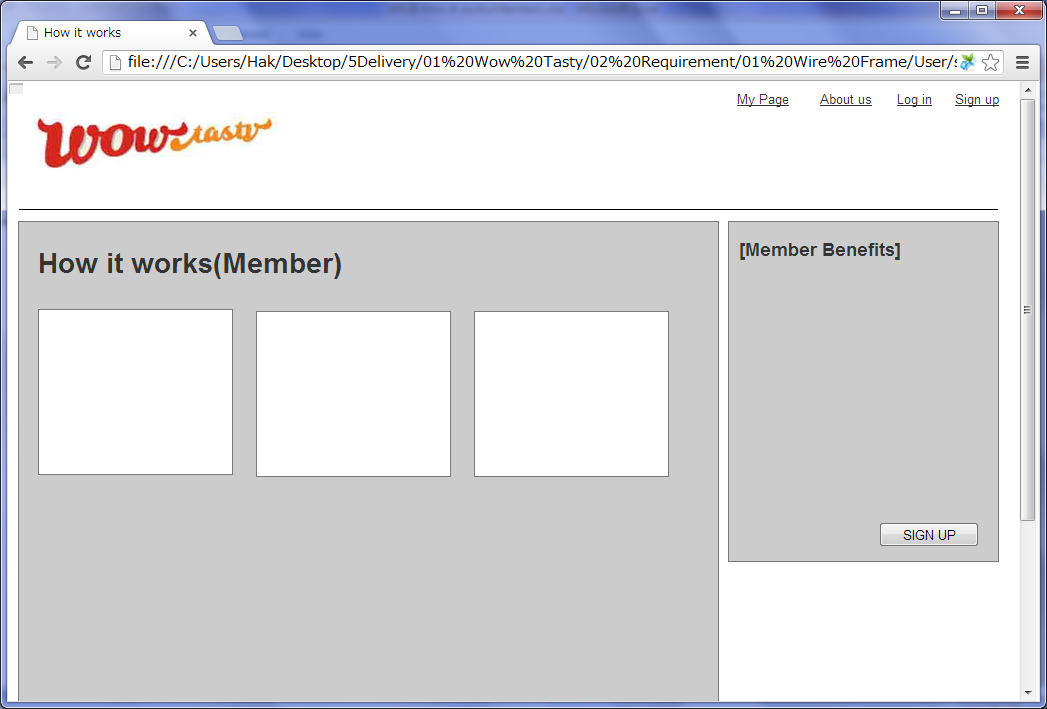 How it works
file:///C:/Users/Hak/Desktop/5Delivery/01%20Wow%20Tasty/02%20Requirement/01%20Wire%20Frame/User/s
My Page About us Log in Sign up
wow tasty
How it works(Member)
[Member Benefits]
SIGN UP